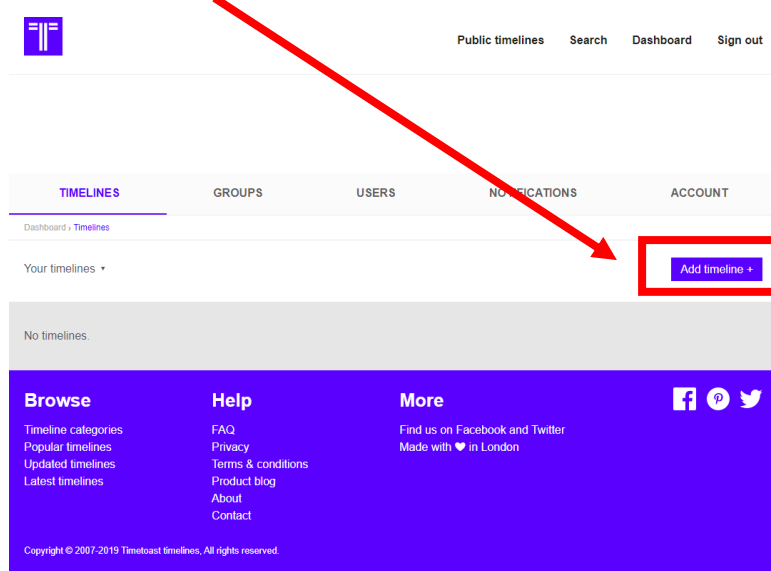 Public timelines Search Dashboard Sign out
TIMELINES GROUPS USERS NOTIFICATIONS ACCOUNT
Dashboard › Timelines
Your timelines ▾ Add timeline +
No timelines.
Browse Help More
Timeline categories FAQ Find us on Facebook and Twitter
Popular timelines Privacy Made with ♥ in London
Updated timelines Terms & conditions
Latest timelines Product blog
About
Contact
Copyright © 2007-2019 Timetoast timelines, All rights reserved.